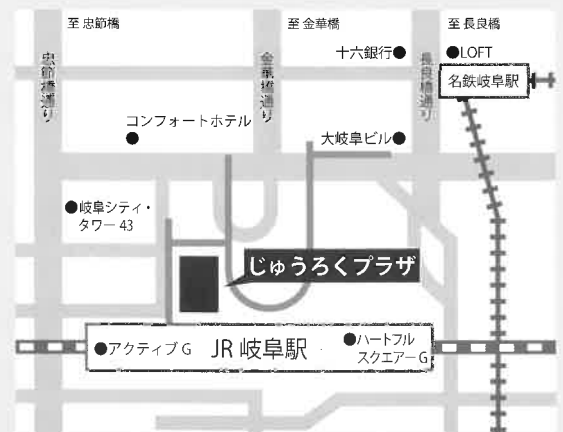 至 忠節橋
至 金華橋
至 長良橋
十六銀行●
●LOFT
忠節橋通り
金華橋通り
長良橋通り
名鉄岐阜駅
コンフォートホテル
●
大岐阜ビル●
●岐阜シティ・
タワー 43
じゅうろくプラザ
●アクティブ G
JR 岐阜駅
●ハートフル
スクエアーG